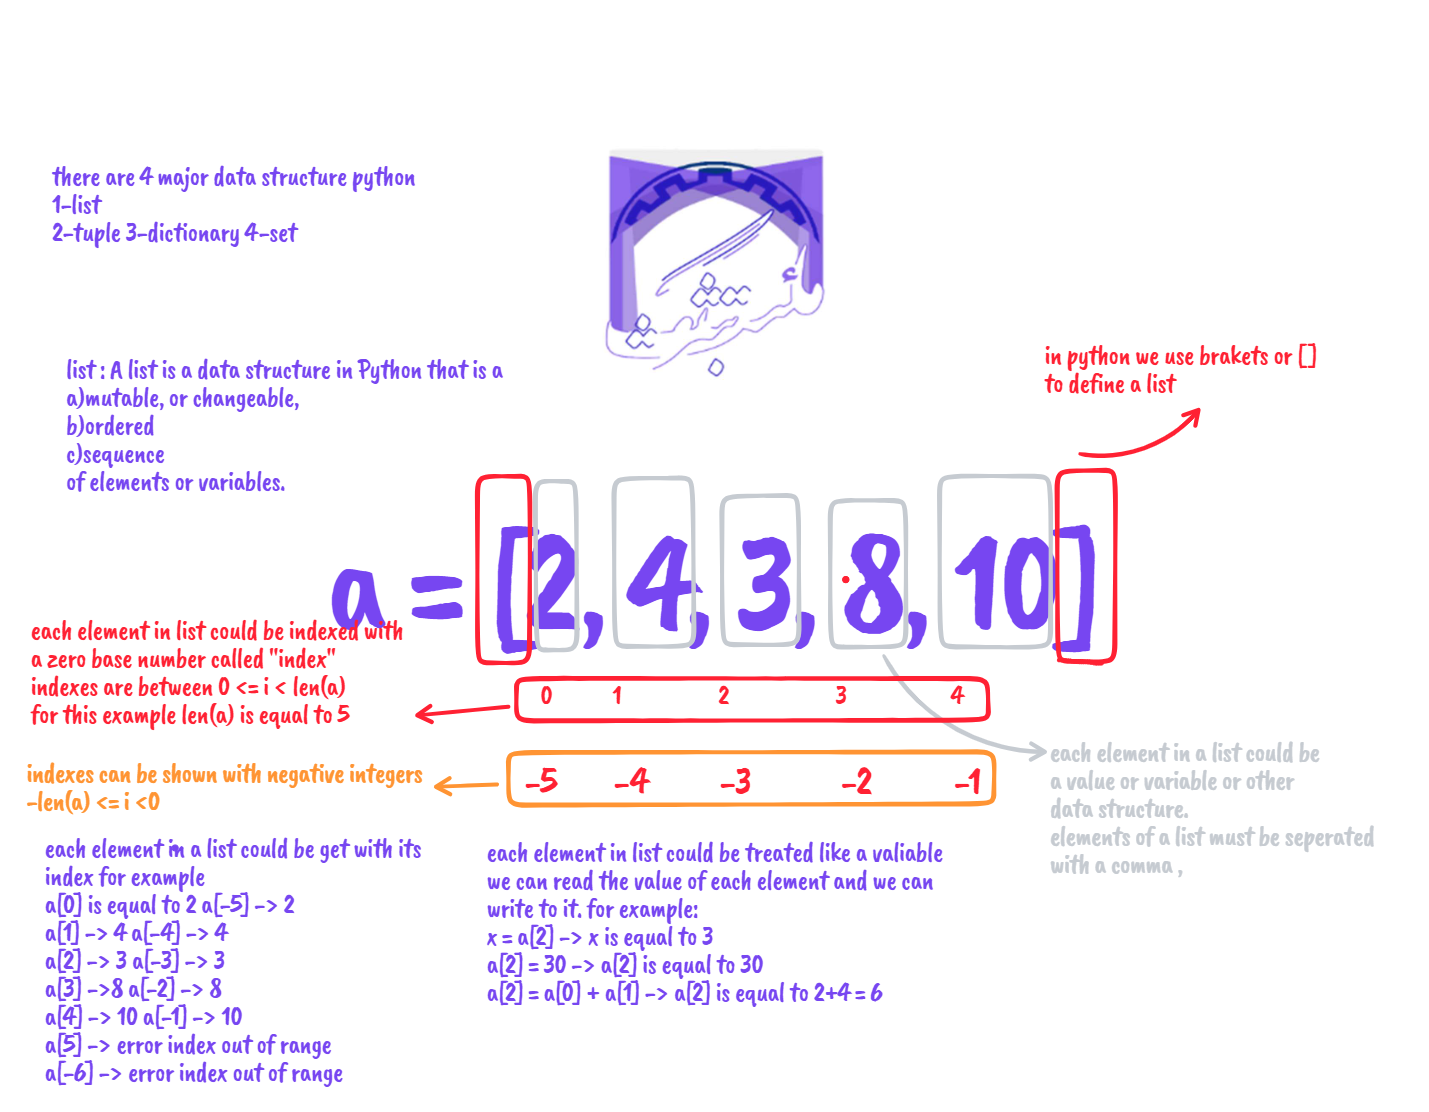 there are 4 major data structure python
1-list
2-tuple 3-dictionary 4-set
list : A list is a data structure in Python that is a
a)mutable, or changeable,
b)ordered
c)sequence
of elements or variables.
in python we use brakets or []
to define a list
a = [2, 4, 3, 8, 10]
each element in list could be indexed with
a zero base number called "index"
indexes are between 0 <= i < len(a)
for this example len(a) is equal to 5
0 1 2 3 4
indexes can be shown with negative integers
-len(a) <= i <0
-5 -4 -3 -2 -1
each element in a list could be
a value or variable or other
data structure.
elements of a list must be seperated
with a comma ,
each element in a list could be get with its
index for example
a[0] is equal to 2 a[-5] -> 2
a[1] -> 4 a[-4] -> 4
a[2] -> 3 a[-3] -> 3
a[3] ->8 a[-2] -> 8
a[4] -> 10 a[-1] -> 10
a[5] -> error index out of range
a[-6] -> error index out of range
each element in list could be treated like a valiable
we can read the value of each element and we can
write to it. for example:
x = a[2] -> x is equal to 3
a[2] = 30 -> a[2] is equal to 30
a[2] = a[0] + a[1] -> a[2] is equal to 2+4 = 6